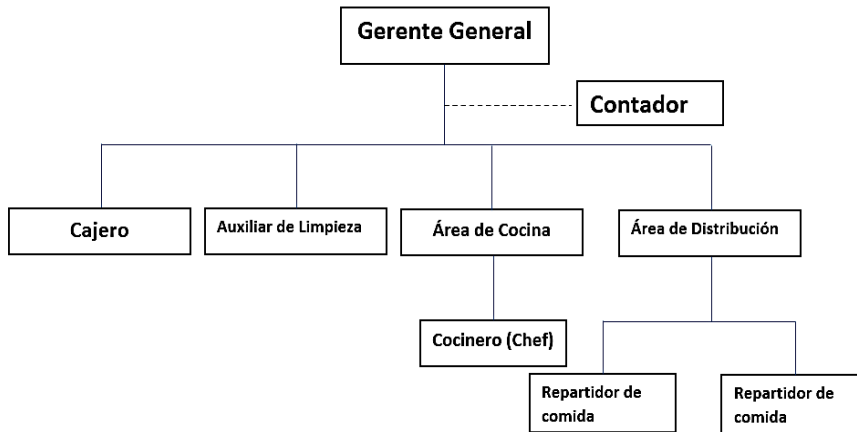 Gerente General
Contador
Cajero
Auxiliar de Limpieza
Área de Cocina
Área de Distribución
Cocinero (Chef)
Repartidor de
comida
Repartidor de
comida